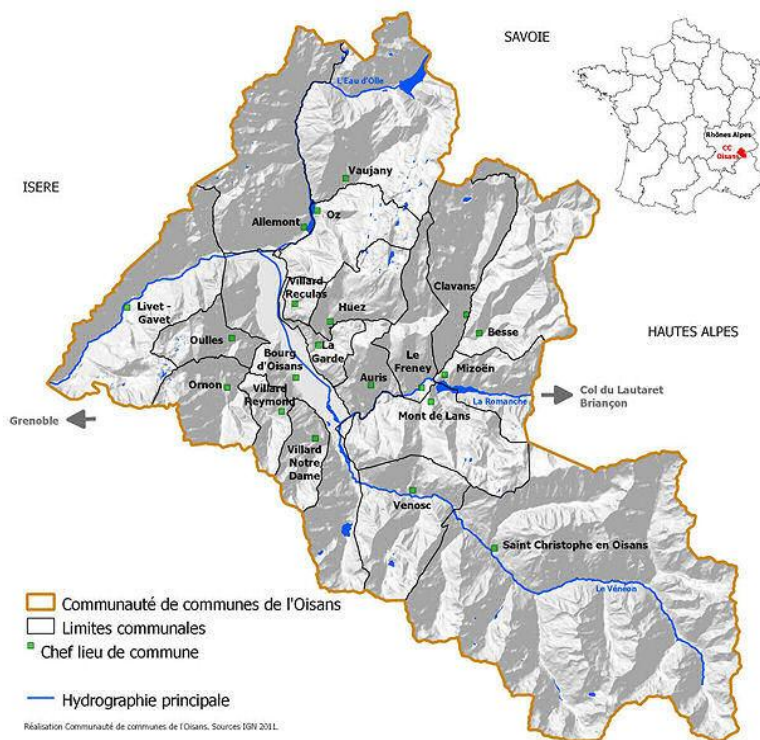 SAVOIE
L'Eau d'Olle
Rhônes Alpes
CC
Oisans
ISERE
Vaujany
Oz
Allemont
Villard
Reculas
Huez
Clavans
Livet -
Gavet
Besse
HAUTES ALPES
Oulles
La
Garde
Bourg
d'Oisans
Le
Freney
Mizoën
Auris
Ornon
Villard
Reymond
La Romanche
Col du Lautaret
Briançon
Grenoble
Mont de Lans
Villard
Notre
Dame
Venosc
Saint Christophe en Oisans
Le Vénéon
Communauté de communes de l'Oisans
Limites communales
Chef lieu de commune
Hydrographie principale
Réalisation Communauté de communes de l'Oisans. Sources IGN 2011.